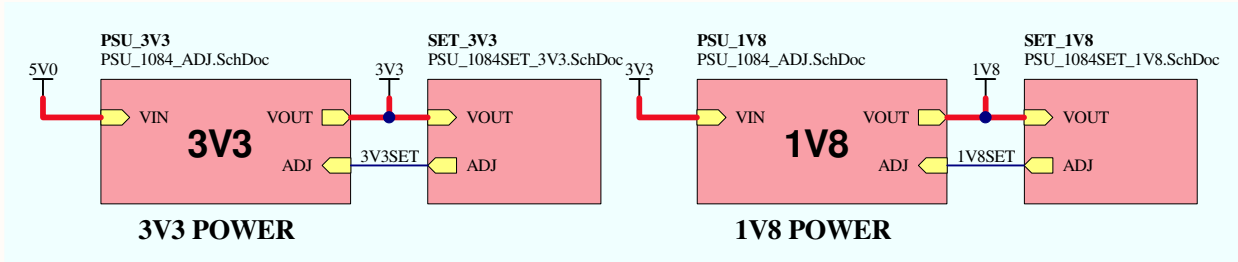 PSU_3V3
PSU_1084_ADJ.SchDoc
SET_3V3
PSU_1084SET_3V3.SchDoc
5V0
3V3
VIN
VOUT
VOUT
3V3
ADJ
3V3SET
ADJ
3V3 POWER
PSU_1V8
PSU_1084_ADJ.SchDoc
SET_1V8
PSU_1084SET_1V8.SchDoc
3V3
1V8
VIN
VOUT
VOUT
1V8
ADJ
1V8SET
ADJ
1V8 POWER